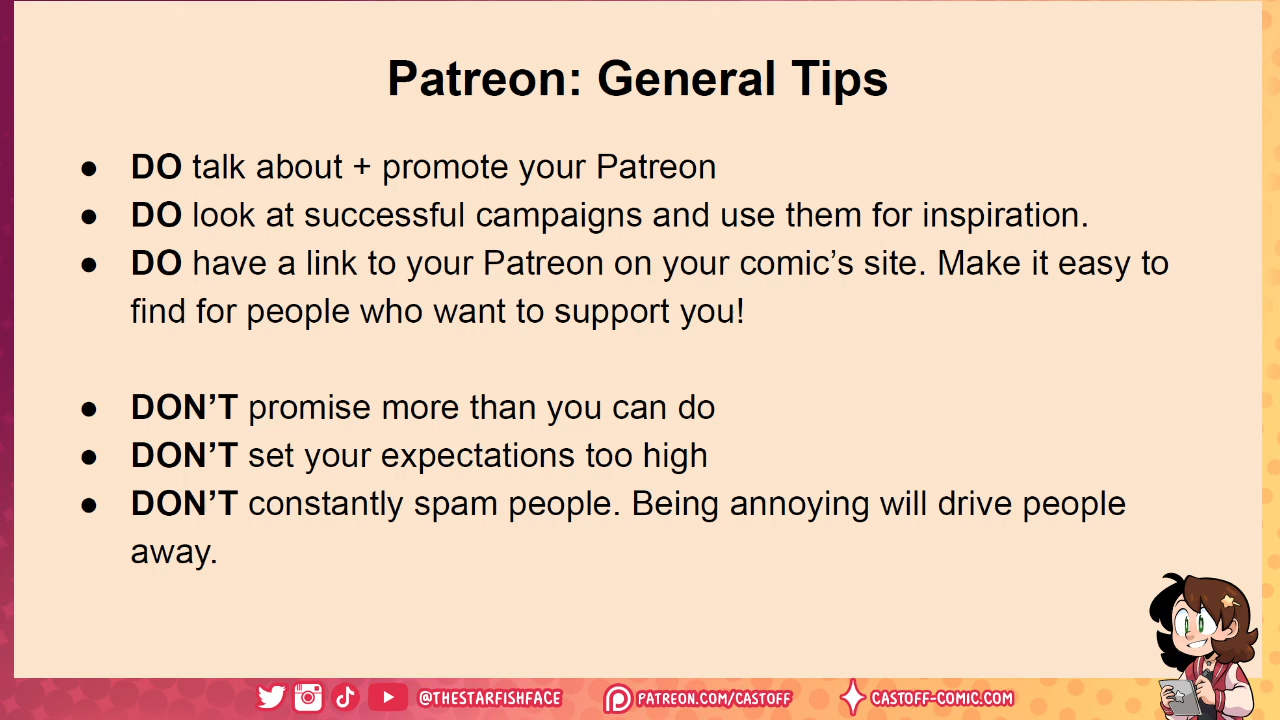 Patreon: General Tips
● DO talk about + promote your Patreon
● DO look at successful campaigns and use them for inspiration.
● DO have a link to your Patreon on your comic’s site. Make it easy to
find for people who want to support you!
● DON’T promise more than you can do
● DON’T set your expectations too high
● DON’T constantly spam people. Being annoying will drive people
away.
@THESTARFISHFACE PATREON.COM/CASTOFF CASTOFF-COMIC.COM